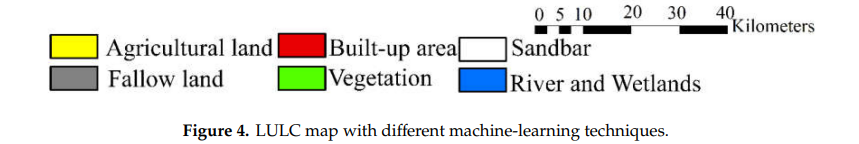 0 5 10 20 30 40
Kilometers
Agricultural land Built-up area Sandbar
Fallow land Vegetation River and Wetlands
Figure 4. LULC map with different machine-learning techniques.